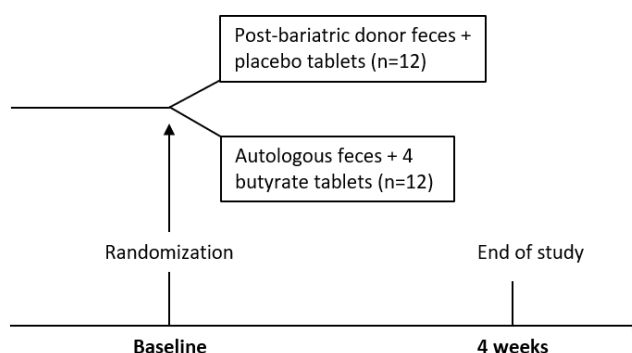 Post-bariatric donor feces +
placebo tablets (n=12)
Autologous feces + 4
butyrate tablets (n=12)
Randomization
End of study
Baseline
4 weeks